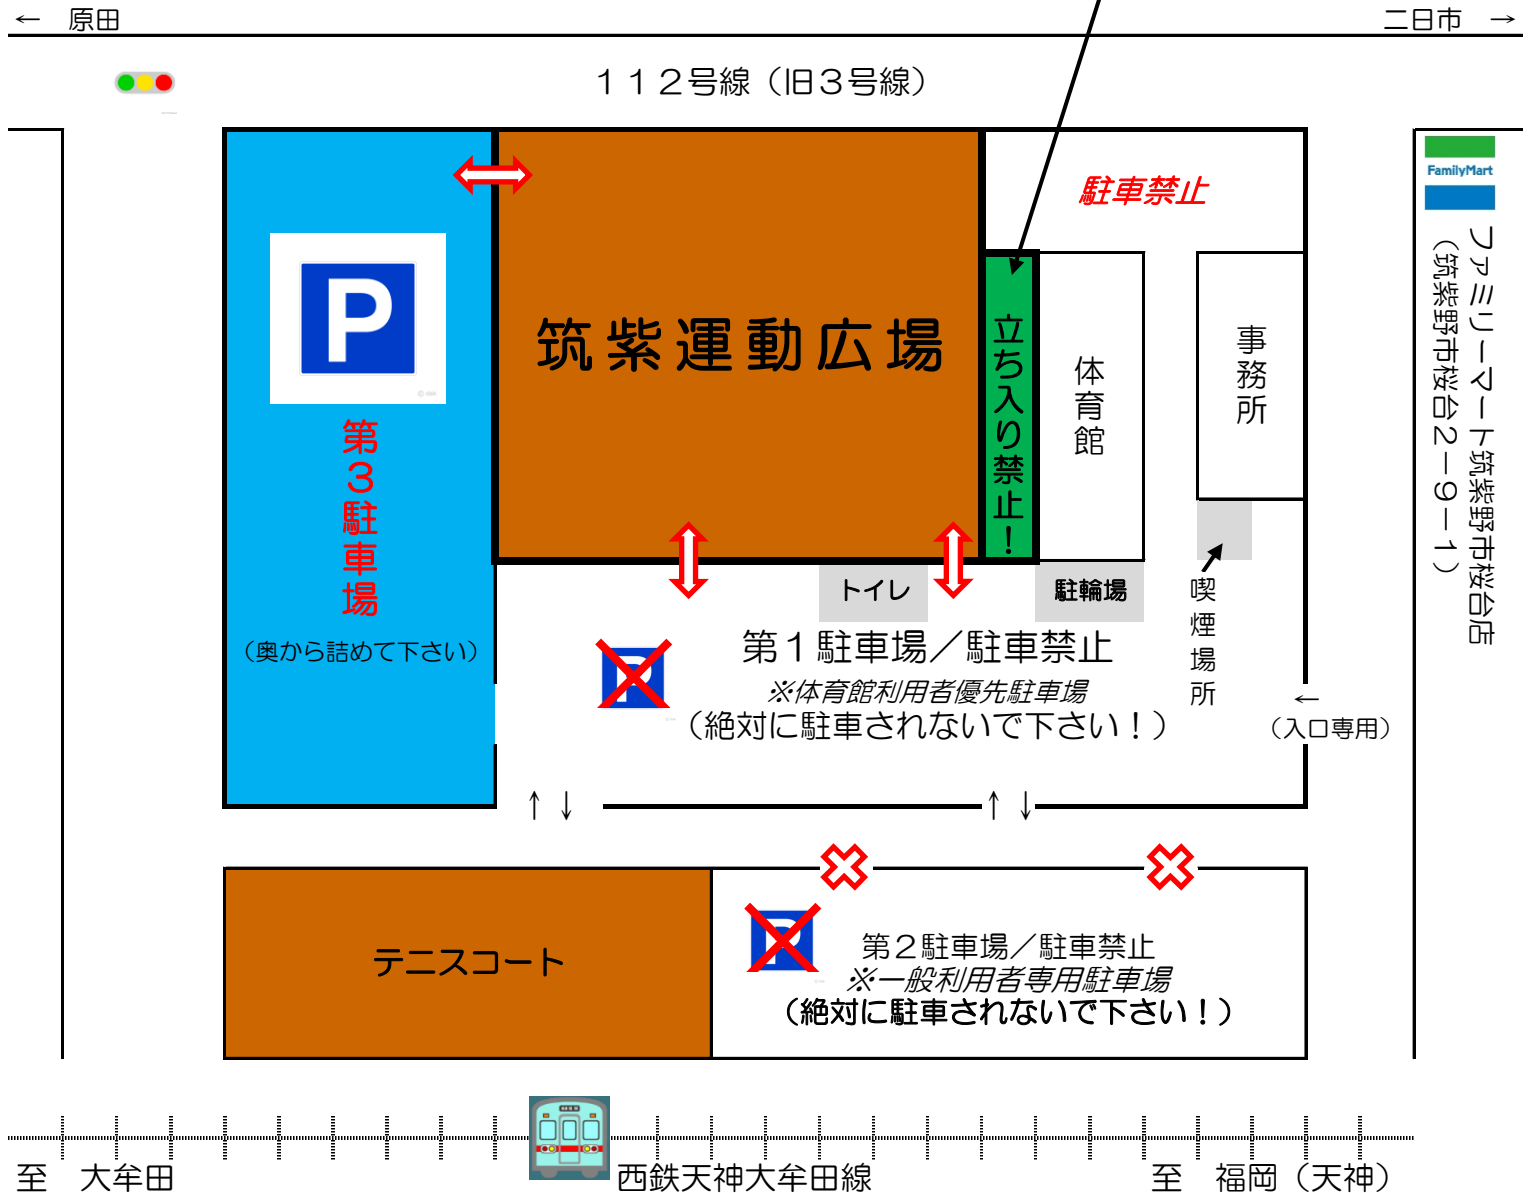 ← 原田
二日市 →
112号線（旧3号線）
FamilyMart
ファミリーマート筑紫野市桜台店
（筑紫野市桜台2－9－1）
駐車禁止
P
第3駐車場
（奥から詰めて下さい）
筑紫運動広場
立ち入り禁止！
体育館
事務所
トイレ
駐輪場
喫煙場所
P
第1駐車場／駐車禁止
※体育館利用者優先駐車場
（絶対に駐車されないで下さい！）
←
（入口専用）
↑ ↓
↑ ↓
テニスコート
P
第2駐車場／駐車禁止
※一般利用者専用駐車場
（絶対に駐車されないで下さい！）
至 大牟田
西鉄天神大牟田線
至 福岡（天神）